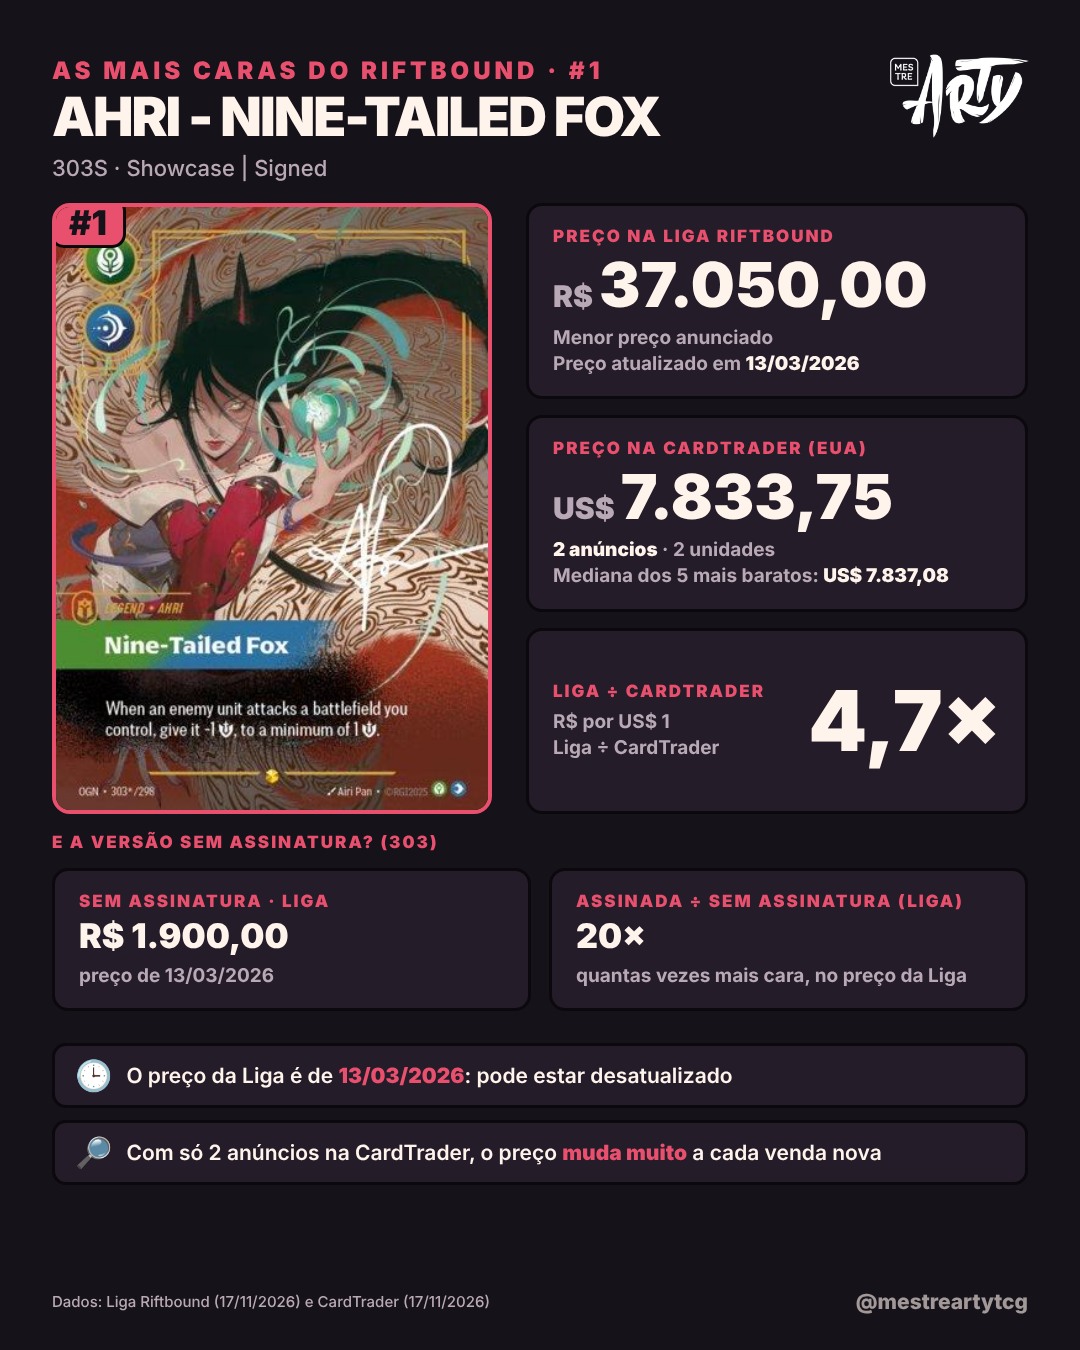 AS MAIS CARAS DO RIFTBOUND · #1
AHRI - NINE-TAILED FOX
303S · Showcase | Signed
MES
TRE
ARTY
#1
LEGEND • AHRI
Nine-Tailed Fox
When an enemy unit attacks a battlefield you
control, give it -1, to a minimum of 1.
OGN • 303*/298
Airi Pan • ©RGI2025
PREÇO NA LIGA RIFTBOUND
R$ 37.050,00
Menor preço anunciado
Preço atualizado em 13/03/2026
PREÇO NA CARDTRADER (EUA)
US$ 7.833,75
2 anúncios · 2 unidades
Mediana dos 5 mais baratos: US$ 7.837,08
LIGA ÷ CARDTRADER
R$ por US$ 1
Liga ÷ CardTrader
4,7×
E A VERSÃO SEM ASSINATURA? (303)
SEM ASSINATURA · LIGA
R$ 1.900,00
preço de 13/03/2026
ASSINADA ÷ SEM ASSINATURA (LIGA)
20×
quantas vezes mais cara, no preço da Liga
O preço da Liga é de 13/03/2026: pode estar desatualizado
Com só 2 anúncios na CardTrader, o preço muda muito a cada venda nova
Dados: Liga Riftbound (17/11/2026) e CardTrader (17/11/2026)
@mestreartytcg